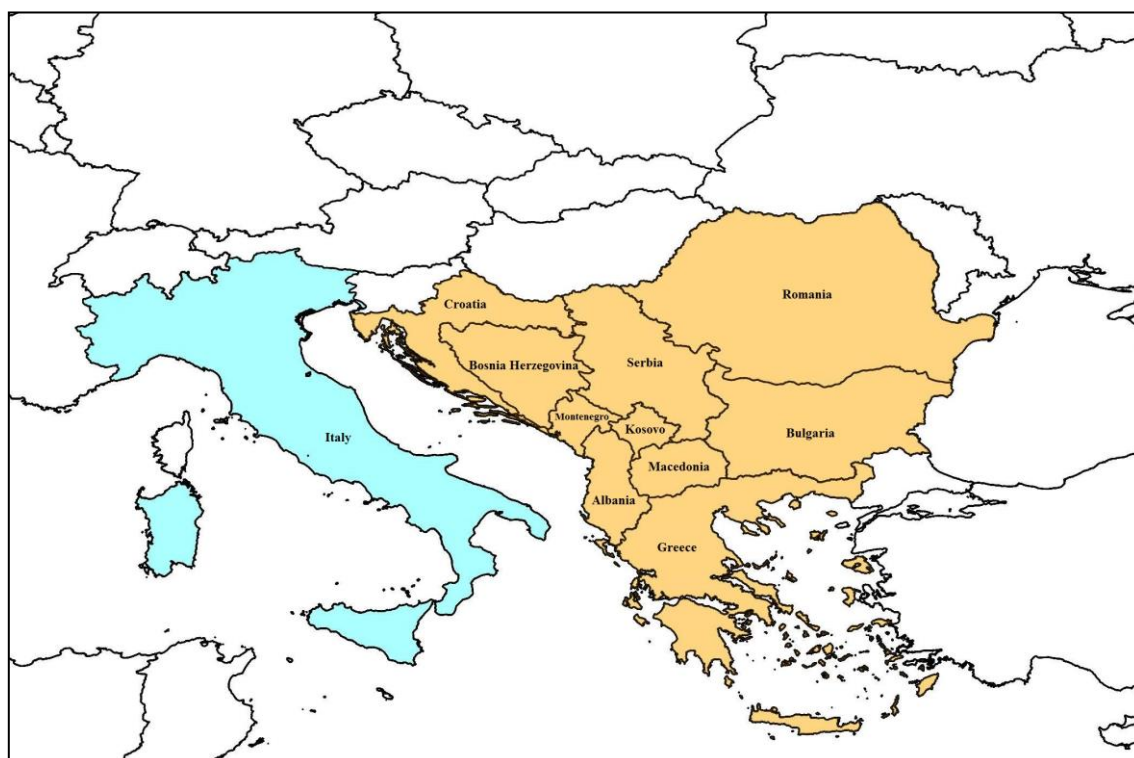 Romania
Croatia
Bosnia Herzegovina
Serbia
Montenegro
Kosovo
Bulgaria
Italy
Macedonia
Albania
Greece